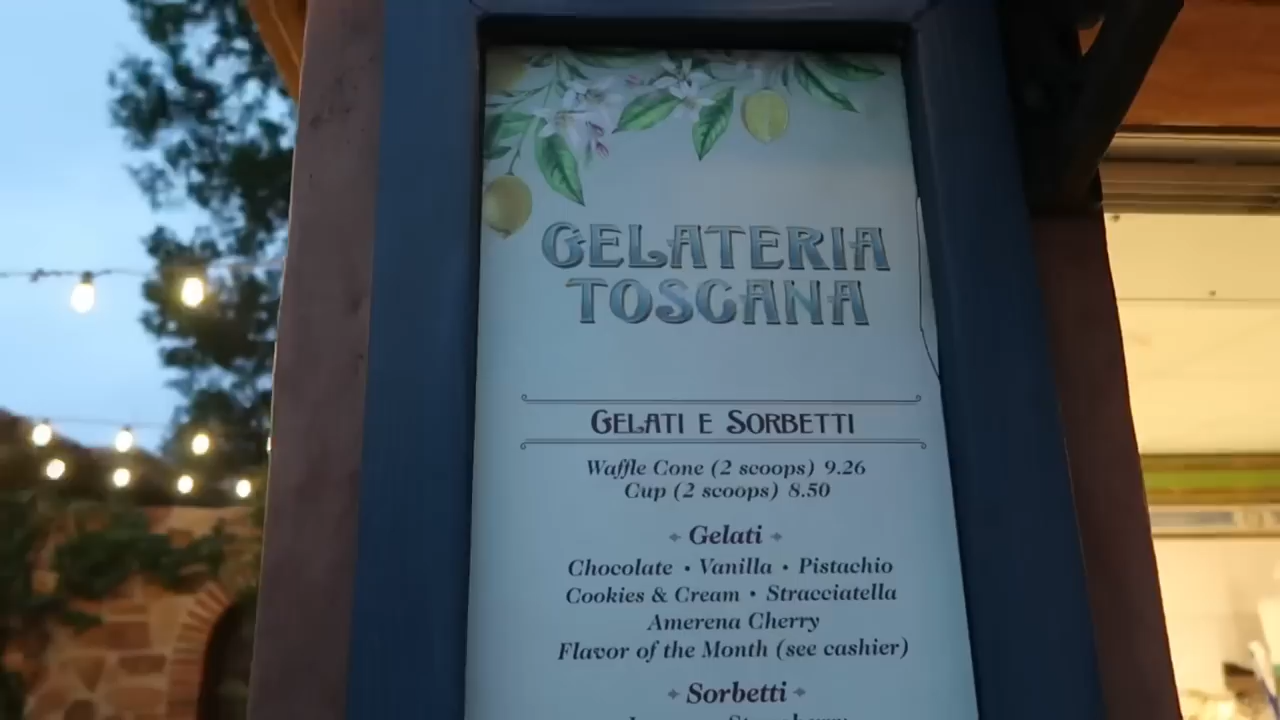 GELATERIA
TOSCANA
GELATI E SORBETTI
Waffle Cone (2 scoops) 9.26
Cup (2 scoops) 8.50
Gelati
Chocolate • Vanilla • Pistachio
Cookies & Cream • Stracciatella
Amerena Cherry
Flavor of the Month (see cashier)
Sorbetti